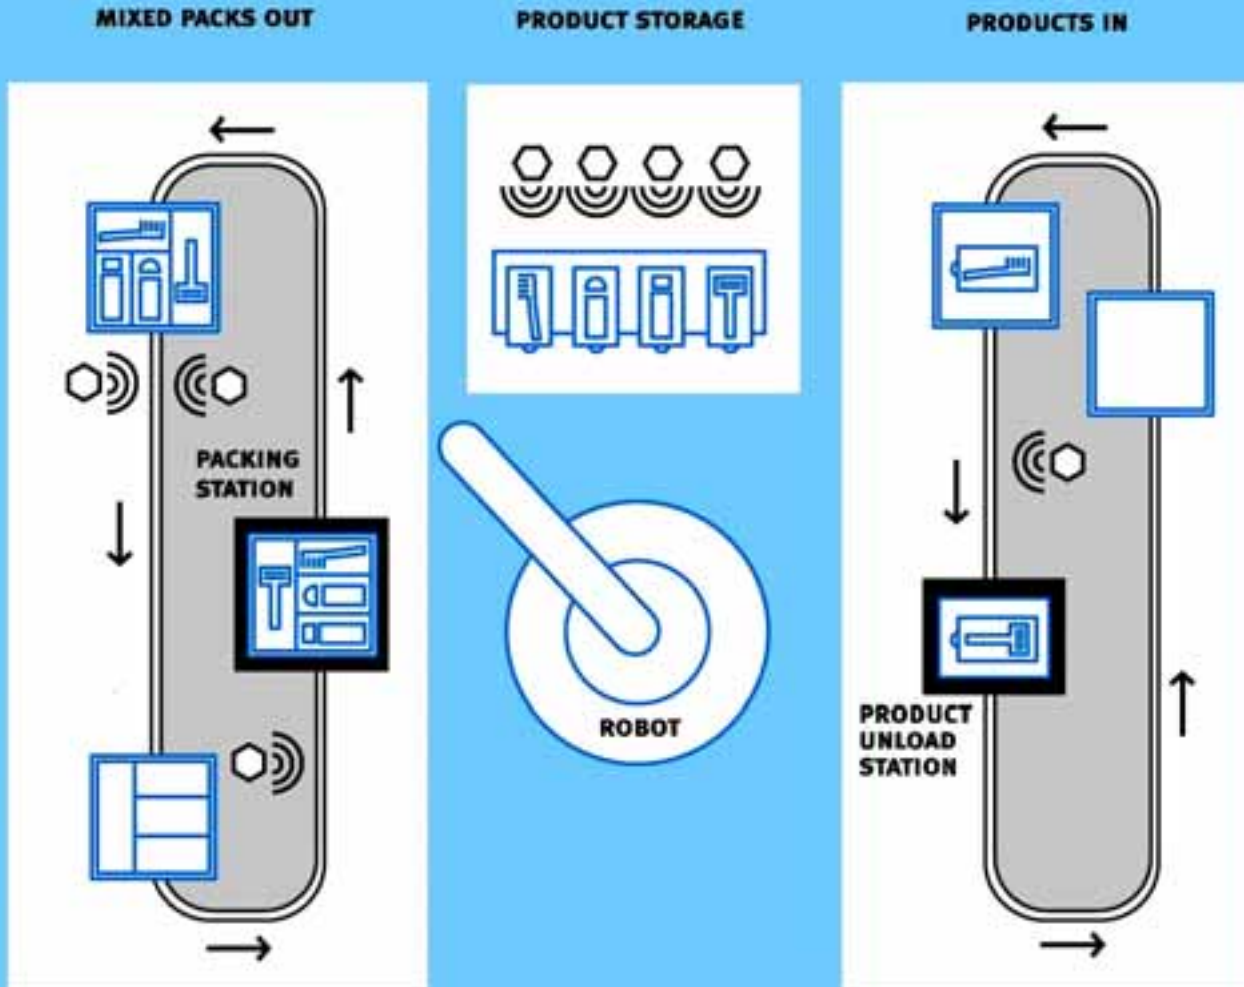 MIXED PACKS OUT
PRODUCT STORAGE
PRODUCTS IN
PACKING
STATION
ROBOT
PRODUCT
UNLOAD
STATION